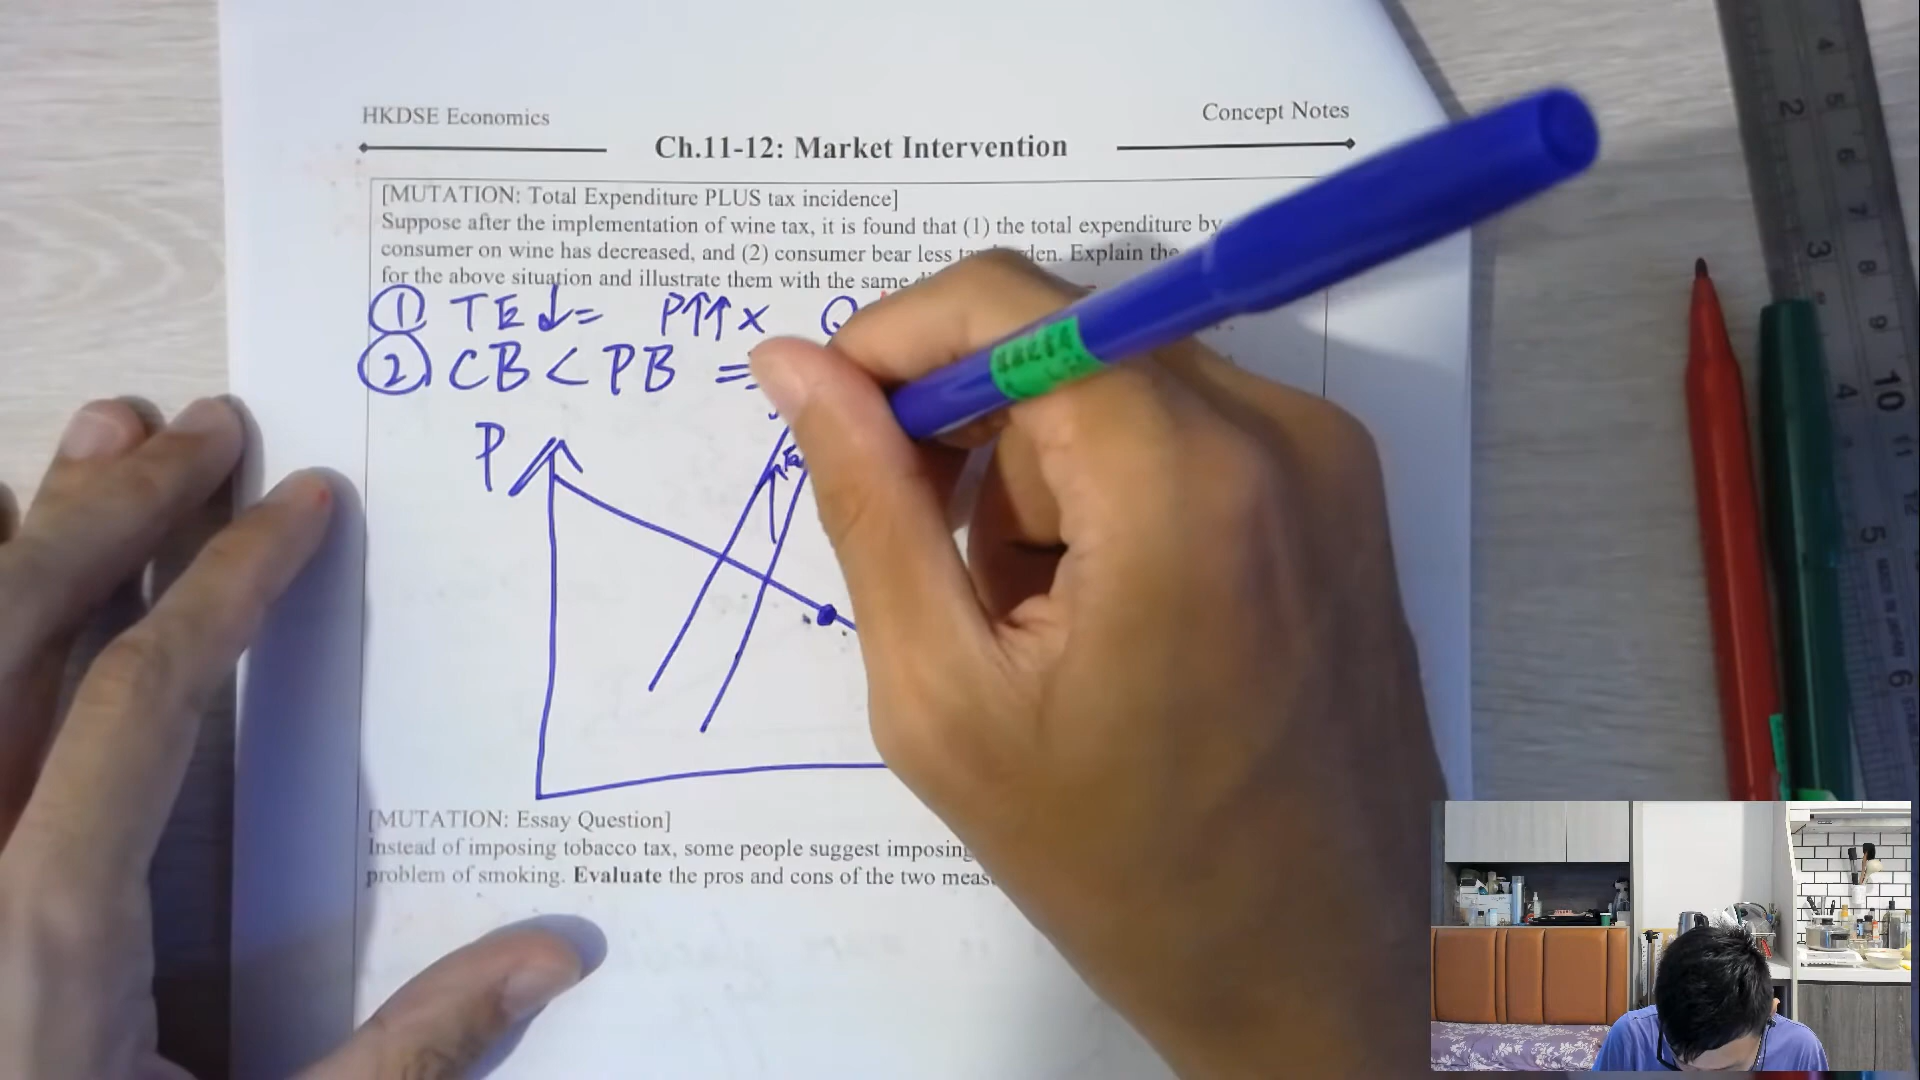 HKDSE Economics
Concept Notes
Ch.11-12: Market Intervention
[MUTATION: Total Expenditure PLUS tax incidence]
Suppose after the implementation of wine tax, it is found that (1) the total expenditure by
consumer on wine has decreased, and (2) consumer bear less Explain the
for the above situation and illustrate them with the same
① TE↓= P↑↑× Q
② CB < PB =
P
[MUTATION: Essay Question]
Instead of imposing tobacco tax, some people suggest imposing
problem of smoking. Evaluate the pros and cons of the two